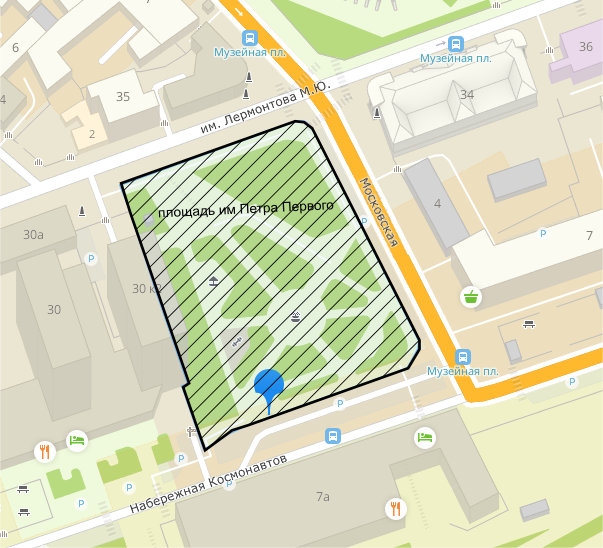 6
Музейная пл.
Музейная пл.
36
4
35
34
2
им. Лермонтова М.Ю.
площадь им Петра Первого
Московская
4
P
30а
P
P
7
30 к2
30
Музейная пл.
P
P
P
P
P
P
Набережная Космонавтов
7а